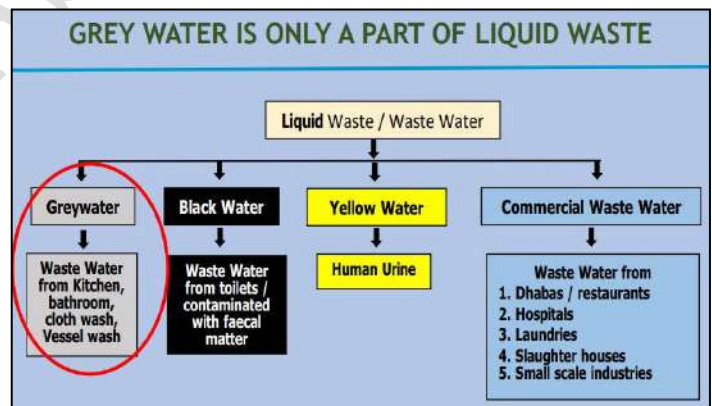 GREY WATER IS ONLY A PART OF LIQUID WASTE
Liquid Waste / Waste Water
Greywater
Black Water
Yellow Water
Commercial Waste Water
Waste Water
from Kitchen,
bathroom,
cloth wash,
Vessel wash
Waste Water
from toilets /
contaminated
with faecal
matter
Human Urine
Waste Water from
1. Dhabas / restaurants
2. Hospitals
3. Laundries
4. Slaughter houses
5. Small scale industries